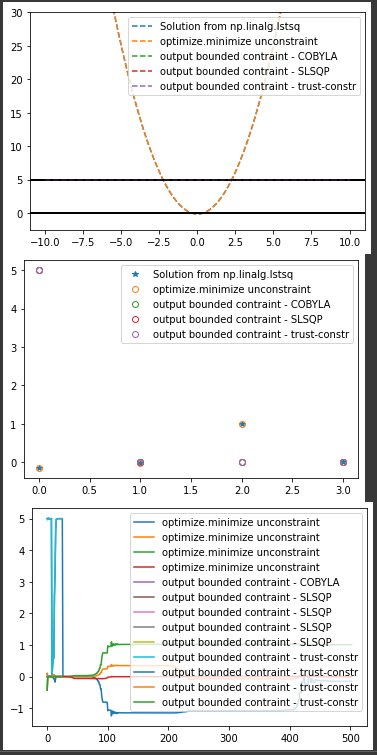 30
25
20
15
10
5
0
-10.0 -7.5 -5.0 -2.5 0.0 2.5 5.0 7.5 10.0
Solution from np.linalg.lstsq
optimize.minimize unconstraint
output bounded contraint - COBYLA
output bounded contraint - SLSQP
output bounded contraint - trust-constr
5
4
3
2
1
0
0.0 0.5 1.0 1.5 2.0 2.5 3.0
Solution from np.linalg.lstsq
optimize.minimize unconstraint
output bounded contraint - COBYLA
output bounded contraint - SLSQP
output bounded contraint - trust-constr
5
4
3
2
1
0
−1
0 100 200 300 400 500
optimize.minimize unconstraint
optimize.minimize unconstraint
optimize.minimize unconstraint
optimize.minimize unconstraint
output bounded contraint - COBYLA
output bounded contraint - SLSQP
output bounded contraint - SLSQP
output bounded contraint - SLSQP
output bounded contraint - SLSQP
output bounded contraint - trust-constr
output bounded contraint - trust-constr
output bounded contraint - trust-constr
output bounded contraint - trust-constr